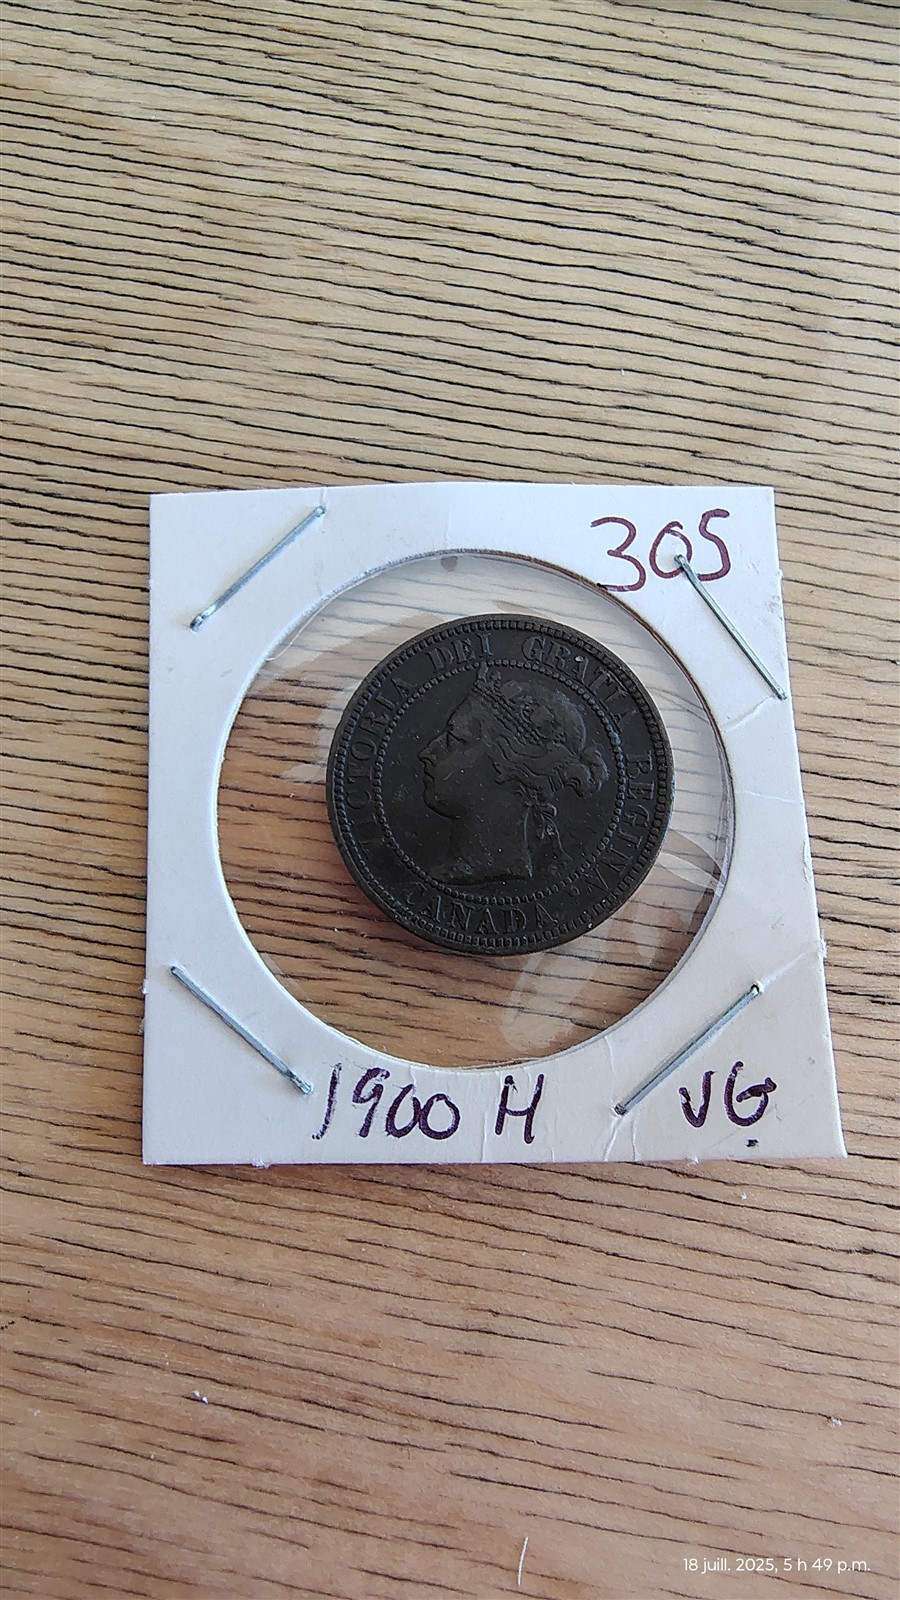 305
VICTORIA DEI GRATIA REGINA.
CANADA
1900 H VG
18 juill. 2025, 5 h 49 p.m.